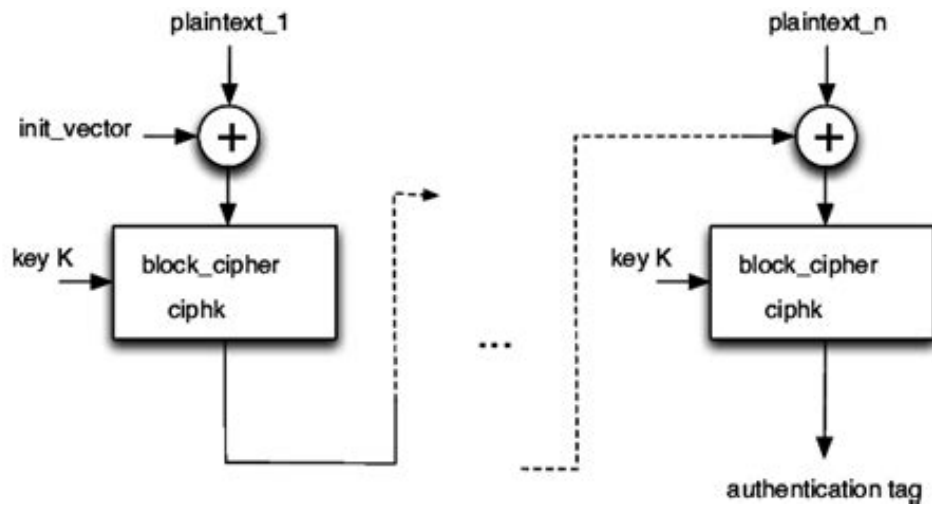 plaintext_1
plaintext_n
init_vector
+
+
key K
block_cipher
ciphk
...
key K
block_cipher
ciphk
authentication tag